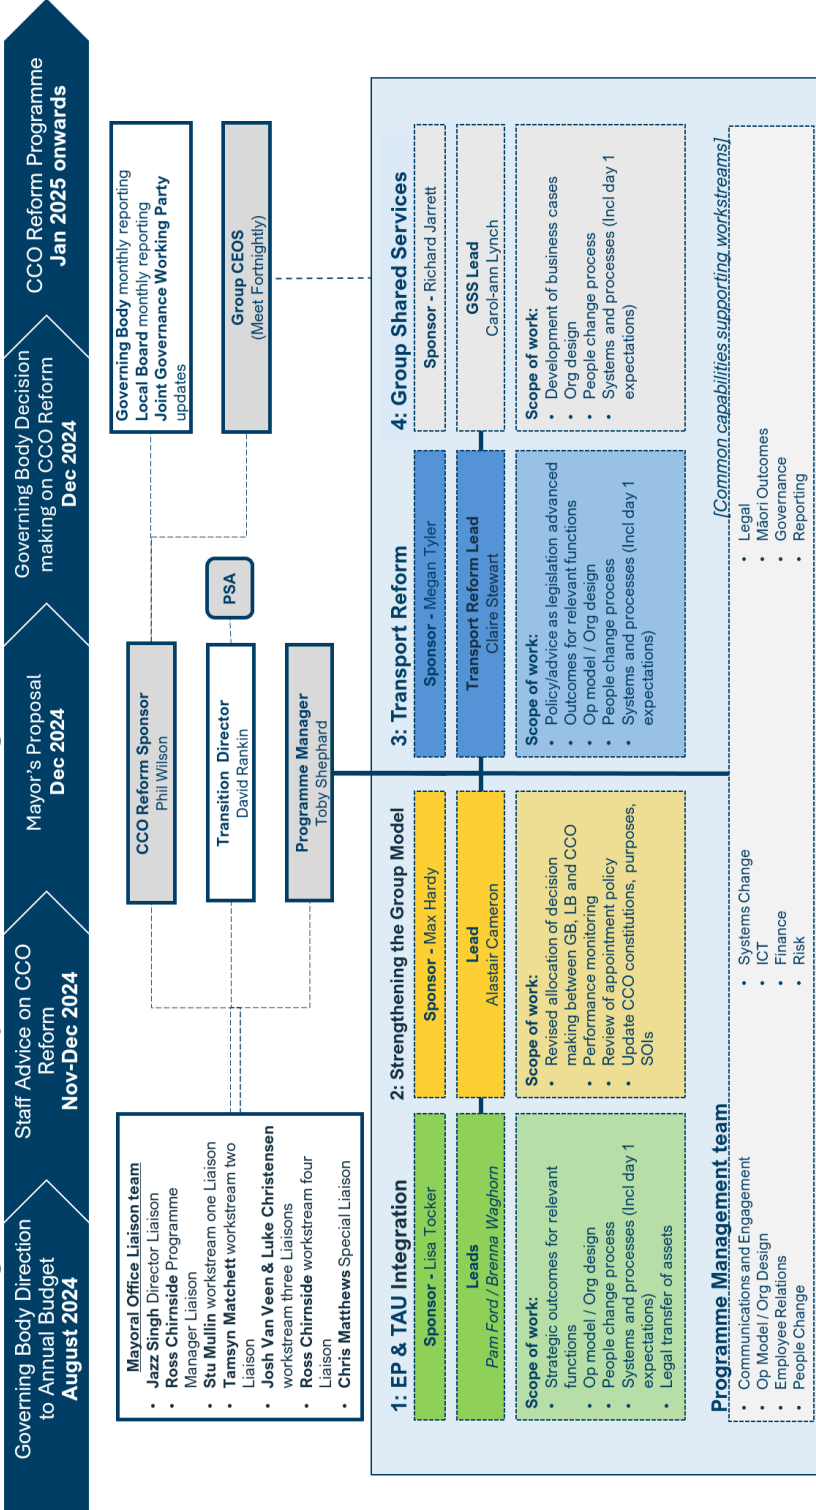 Governing Body Direction
to Annual Budget
August 2024
Staff Advice on CCO
Reform
Nov-Dec 2024
Mayor's Proposal
Dec 2024
Governing Body Decision
making on CCO Reform
Dec 2024
CCO Reform Programme
Jan 2025 onwards
Mayoral Office Liaison team
• Jazz Singh Director Liaison
• Ross Chirnside Programme
Manager Liaison
• Stu Mullin workstream one Liaison
• Tamsyn Matchett workstream two
Liaison
• Josh Van Veen & Luke Christensen
workstream three Liaisons
• Ross Chirnside workstream four
Liaison
• Chris Matthews Special Liaison
CCO Reform Sponsor
Phil Wilson
Transition Director
David Rankin
PSA
Programme Manager
Toby Shephard
Governing Body monthly reporting
Local Board monthly reporting
Joint Governance Working Party
updates
Group CEOS
(Meet Fortnightly)
1: EP & TAU Integration
Sponsor - Lisa Tocker
Leads
Pam Ford / Brenna Waghorn
Scope of work:
• Strategic outcomes for relevant
functions
• Op model / Org design
• People change process
• Systems and processes (Incl day 1
expectations)
• Legal transfer of assets
2: Strengthening the Group Model
Sponsor - Max Hardy
Lead
Alastair Cameron
Scope of work:
• Revised allocation of decision
making between GB, LB and CCO
• Performance monitoring
• Review of appointment policy
• Update CCO constitutions, purposes,
SOIs
3: Transport Reform
Sponsor - Megan Tyler
Transport Reform Lead
Claire Stewart
Scope of work:
• Policy/advice as legislation advanced
• Outcomes for relevant functions
• Op model / Org design
• People change process
• Systems and processes (Incl day 1
expectations)
4: Group Shared Services
Sponsor - Richard Jarrett
GSS Lead
Carol-ann Lynch
Scope of work:
• Development of business cases
• Org design
• People change process
• Systems and processes (Incl day 1
expectations)
Programme Management team
[Common capabilities supporting workstreams]
• Communications and Engagement
• Op Model / Org Design
• Employee Relations
• People Change
• Systems Change
• ICT
• Finance
• Risk
• Legal
• Māori Outcomes
• Governance
• Reporting